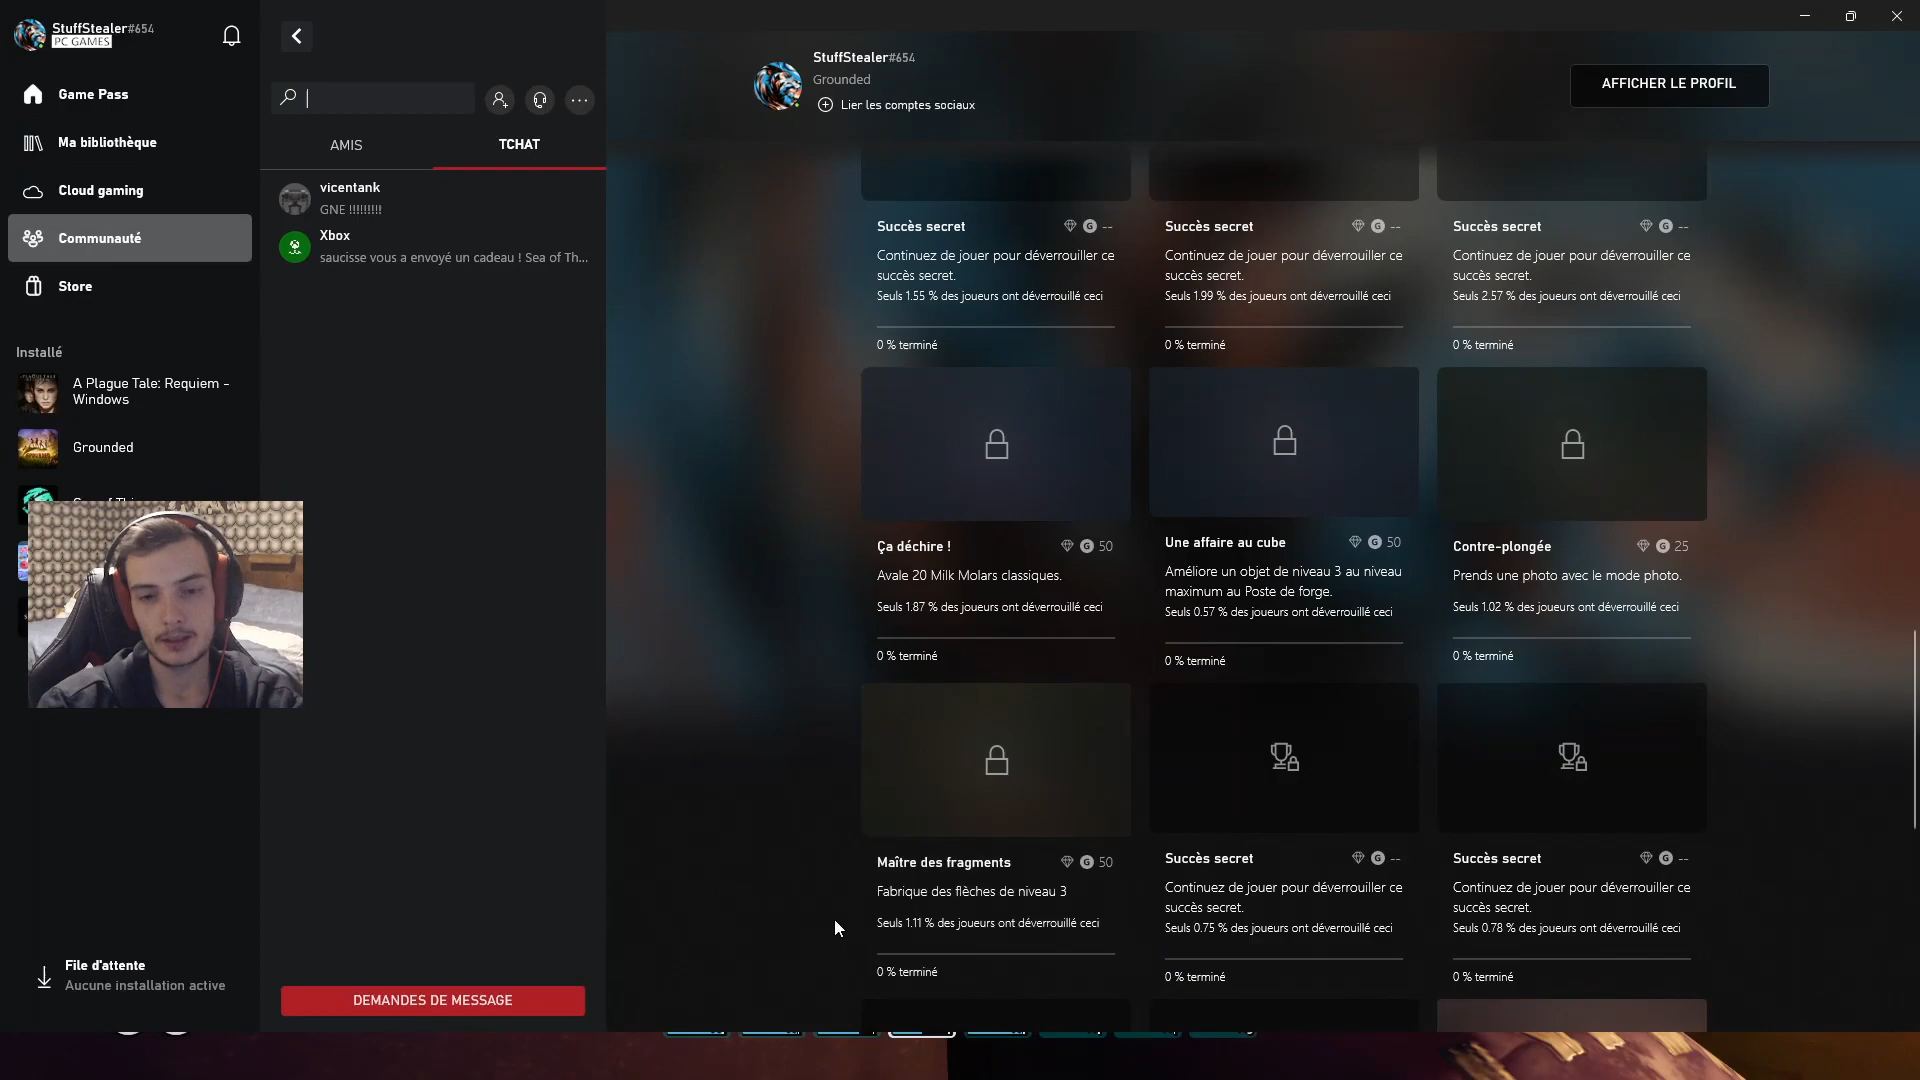 StuffStealer#654
PC GAMES
Game Pass
Ma bibliothèque
Cloud gaming
Communauté
Store
Installé
A Plague Tale: Requiem -
Windows
Grounded
File d'attente
Aucune installation active
AMIS
TCHAT
vicentank
GNE !!!!!!!!!
Xbox
saucisse vous a envoyé un cadeau ! Sea of Th...
DEMANDES DE MESSAGE
StuffStealer#654
Grounded
Lier les comptes sociaux
AFFICHER LE PROFIL
Succès secret
G --
Continuez de jouer pour déverrouiller ce
succès secret.
Seuls 1.55 % des joueurs ont déverrouillé ceci
0 % terminé
Succès secret
G --
Continuez de jouer pour déverrouiller ce
succès secret.
Seuls 1.99 % des joueurs ont déverrouillé ceci
0 % terminé
Succès secret
G --
Continuez de jouer pour déverrouiller ce
succès secret.
Seuls 2.57 % des joueurs ont déverrouillé ceci
0 % terminé
Ça déchire !
G 50
Avale 20 Milk Molars classiques.
Seuls 1.87 % des joueurs ont déverrouillé ceci
0 % terminé
Une affaire au cube
G 50
Améliore un objet de niveau 3 au niveau
maximum au Poste de forge.
Seuls 0.57 % des joueurs ont déverrouillé ceci
0 % terminé
Contre-plongée
G 25
Prends une photo avec le mode photo.
Seuls 1.02 % des joueurs ont déverrouillé ceci
0 % terminé
Maître des fragments
G 50
Fabrique des flèches de niveau 3
Seuls 1.11 % des joueurs ont déverrouillé ceci
0 % terminé
Succès secret
G --
Continuez de jouer pour déverrouiller ce
succès secret.
Seuls 0.75 % des joueurs ont déverrouillé ceci
0 % terminé
Succès secret
G --
Continuez de jouer pour déverrouiller ce
succès secret.
Seuls 0.78 % des joueurs ont déverrouillé ceci
0 % terminé